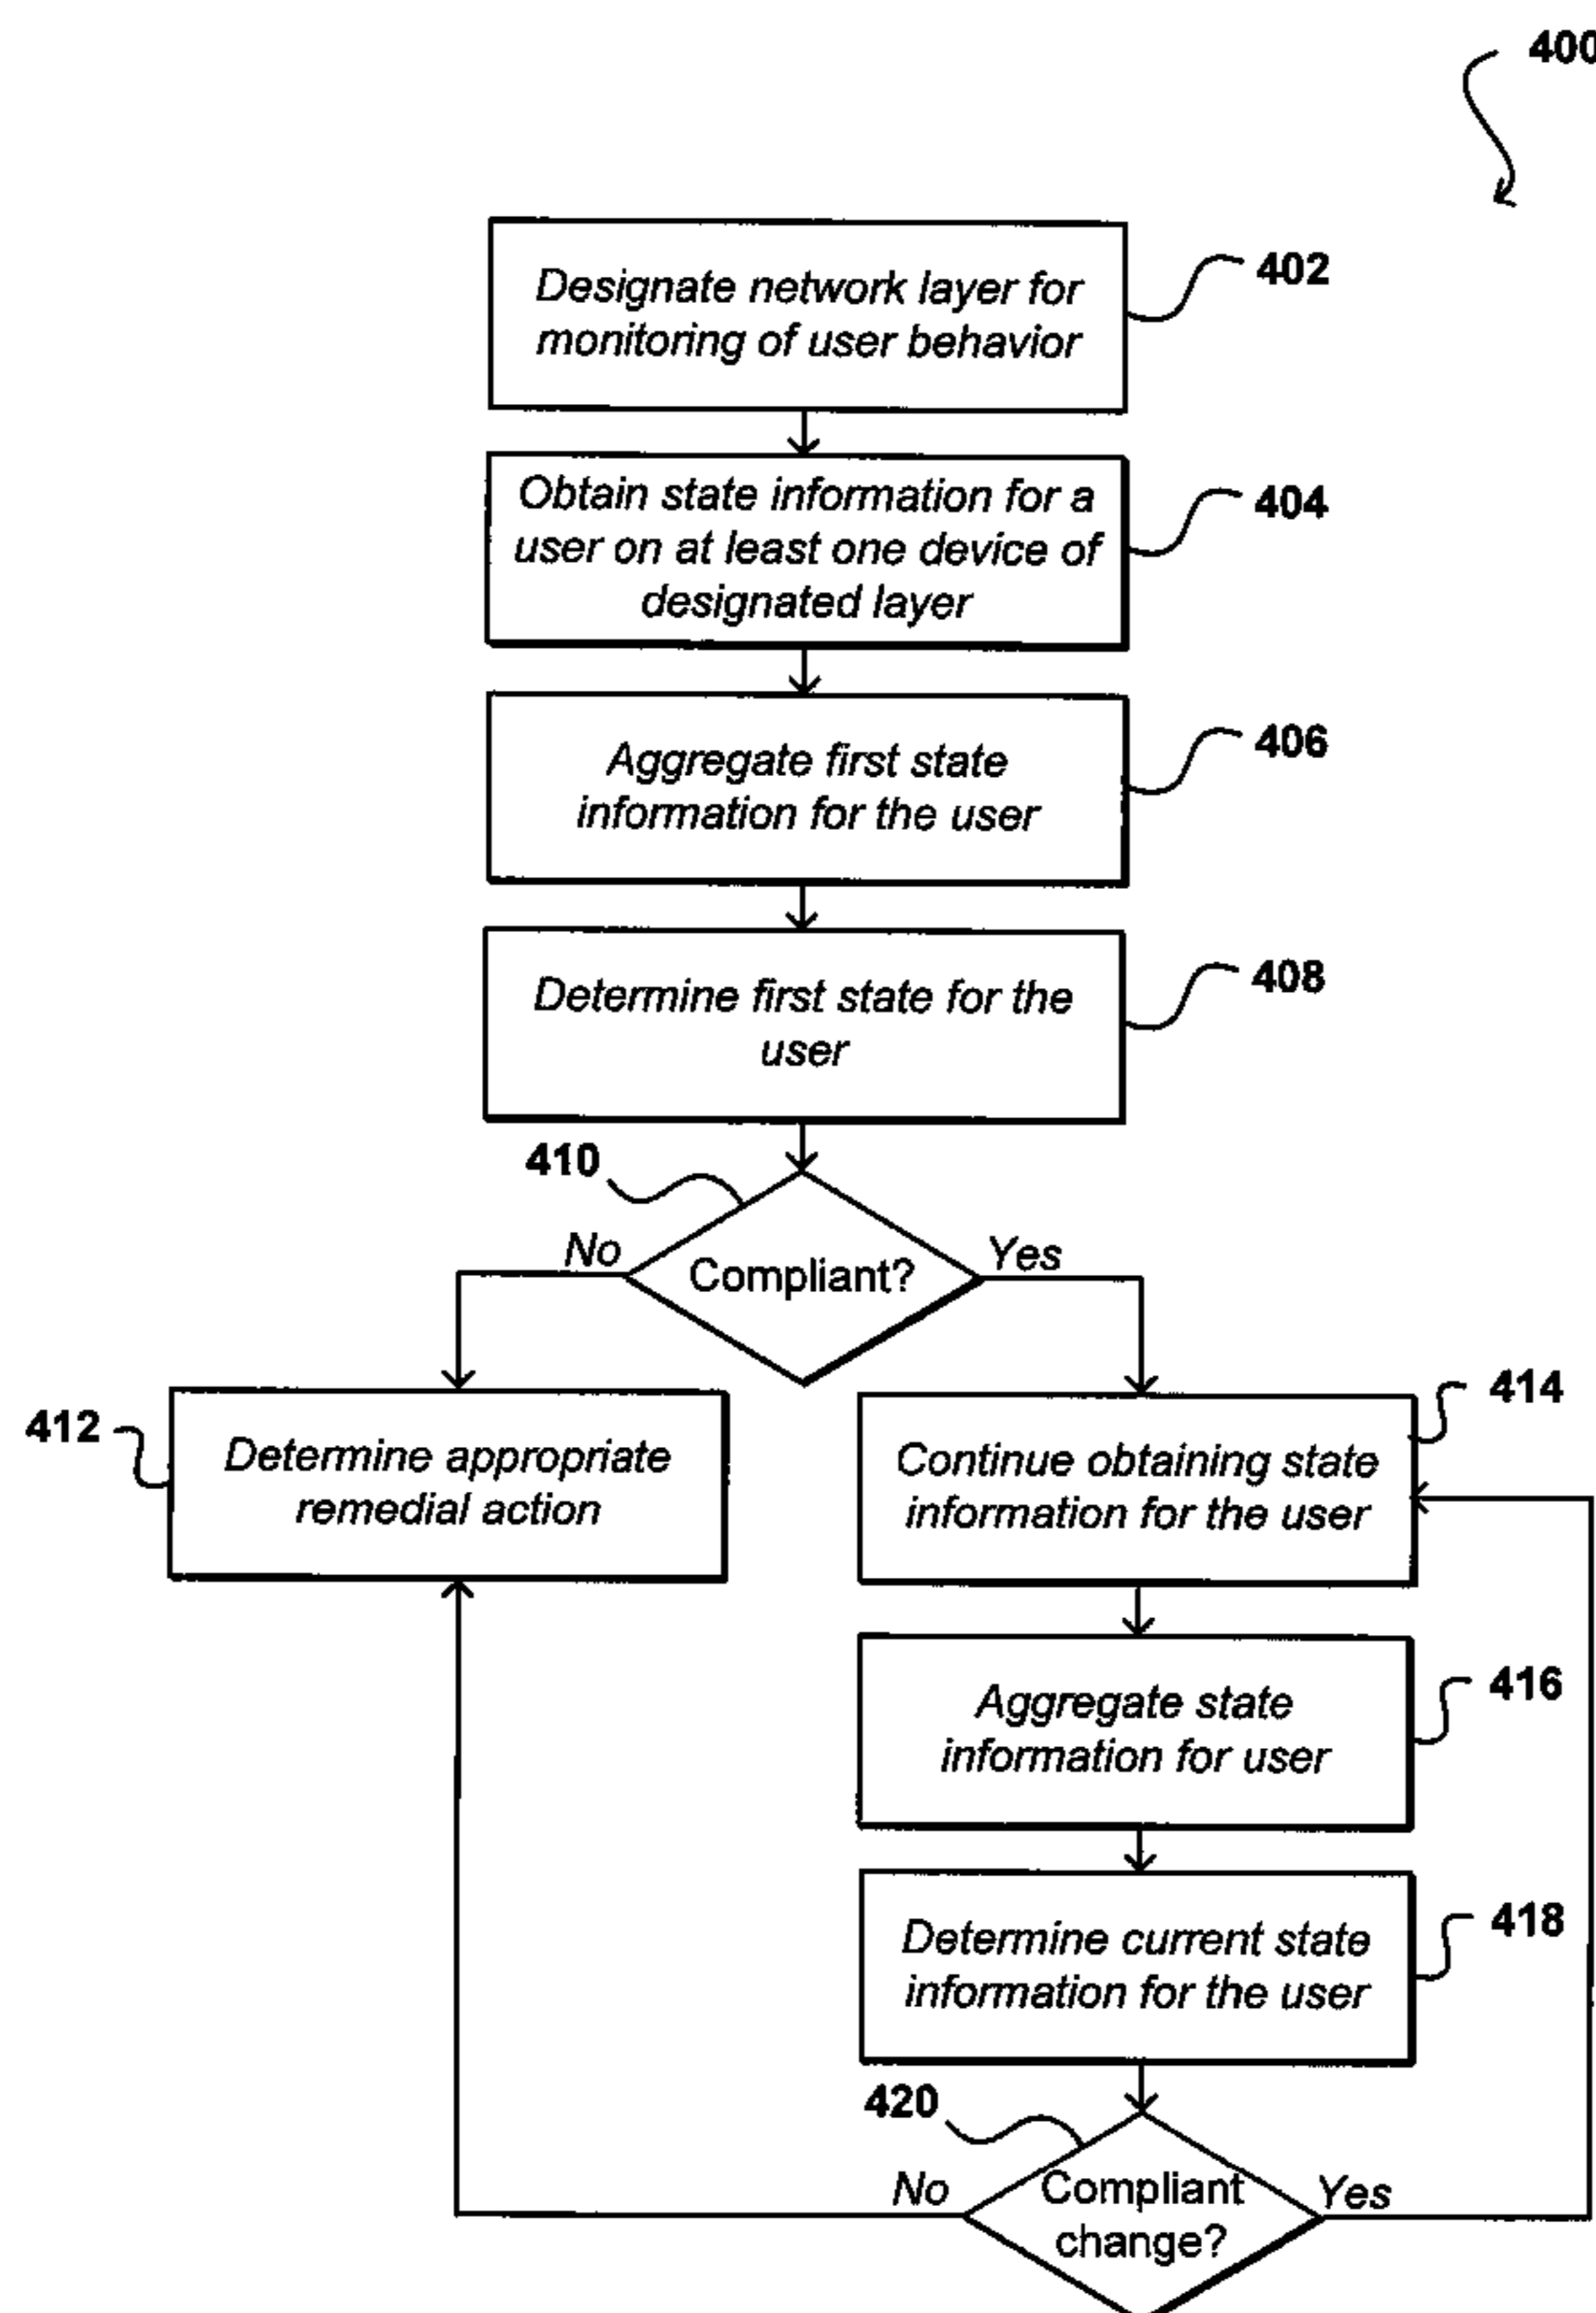 400
Designate network layer for
monitoring of user behavior
402
Obtain state information for a
user on at least one device of
designated layer
404
Aggregate first state
information for the user
406
Determine first state for the
user
408
410
No
Compliant?
Yes
412
Determine appropriate
remedial action
414
Continue obtaining state
information for the user
Aggregate state
information for user
416
Determine current state
information for the user
418
420
No
Compliant
change?
Yes